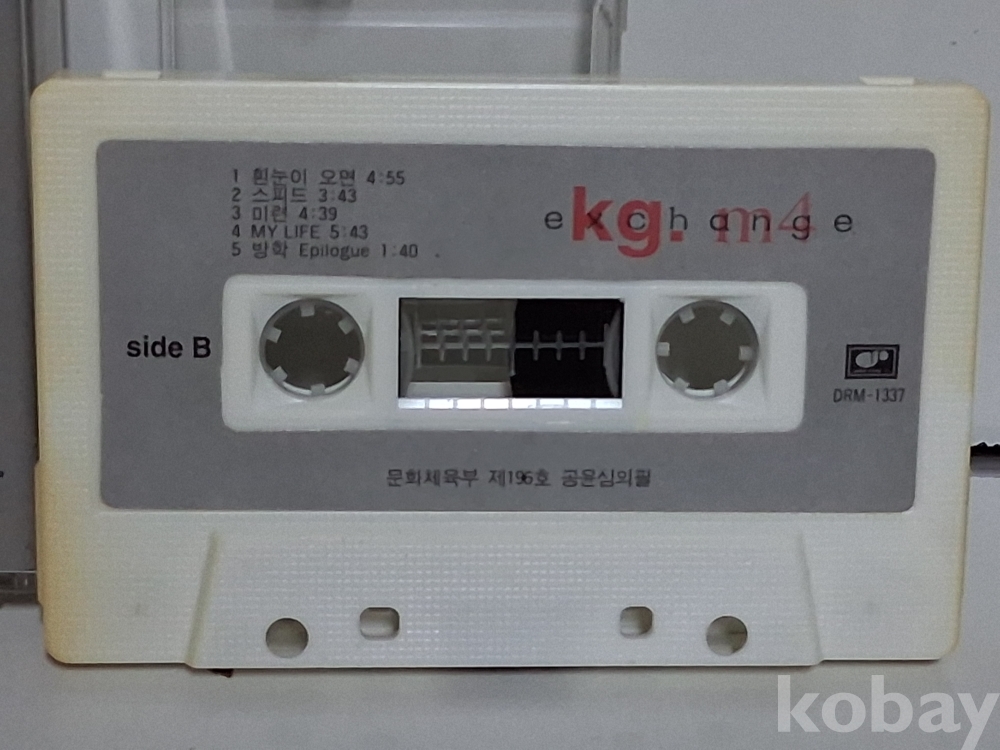 1 흰눈이 오면 4:55
2 스피드 3:43
3 미련 4:39
4 MY LIFE 5:43
5 방학 Epilogue 1:40
exchange
kg. m4
side B
DRM-1337
문화체육부 제196호 공윤심의필
kobay